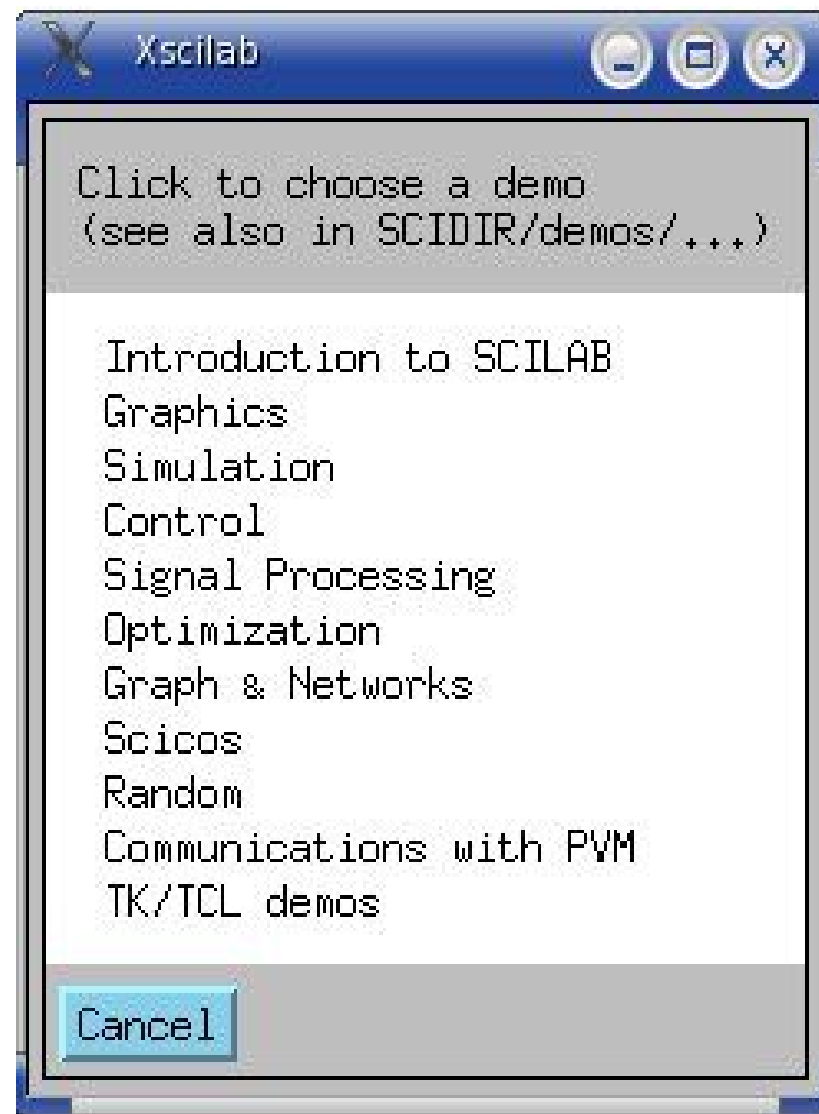 Xscilab
Click to choose a demo
(see also in SCIDIR/demos/...)
Introduction to SCILAB
Graphics
Simulation
Control
Signal Processing
Optimization
Graph & Networks
Scicos
Random
Communications with PVM
TK/TCL demos
Cancel